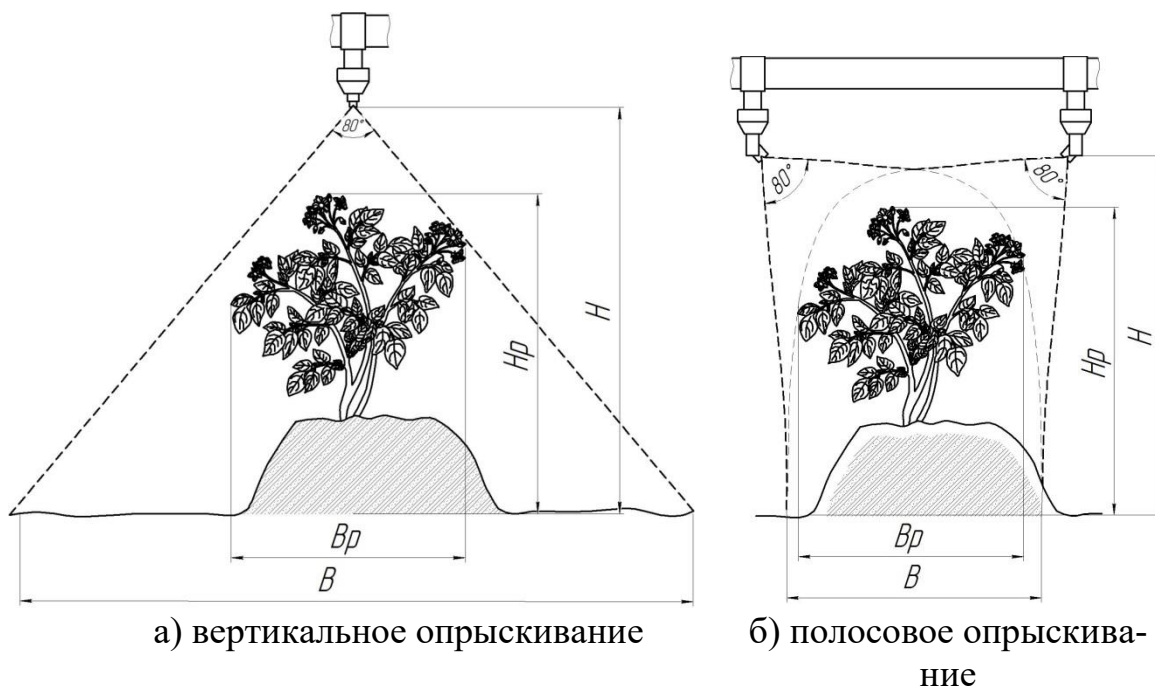 80°
H
Hp
Bp
B
а) вертикальное опрыскивание
80°
80°
H
Hp
Bp
B
б) полосовое опрыскива-
ние